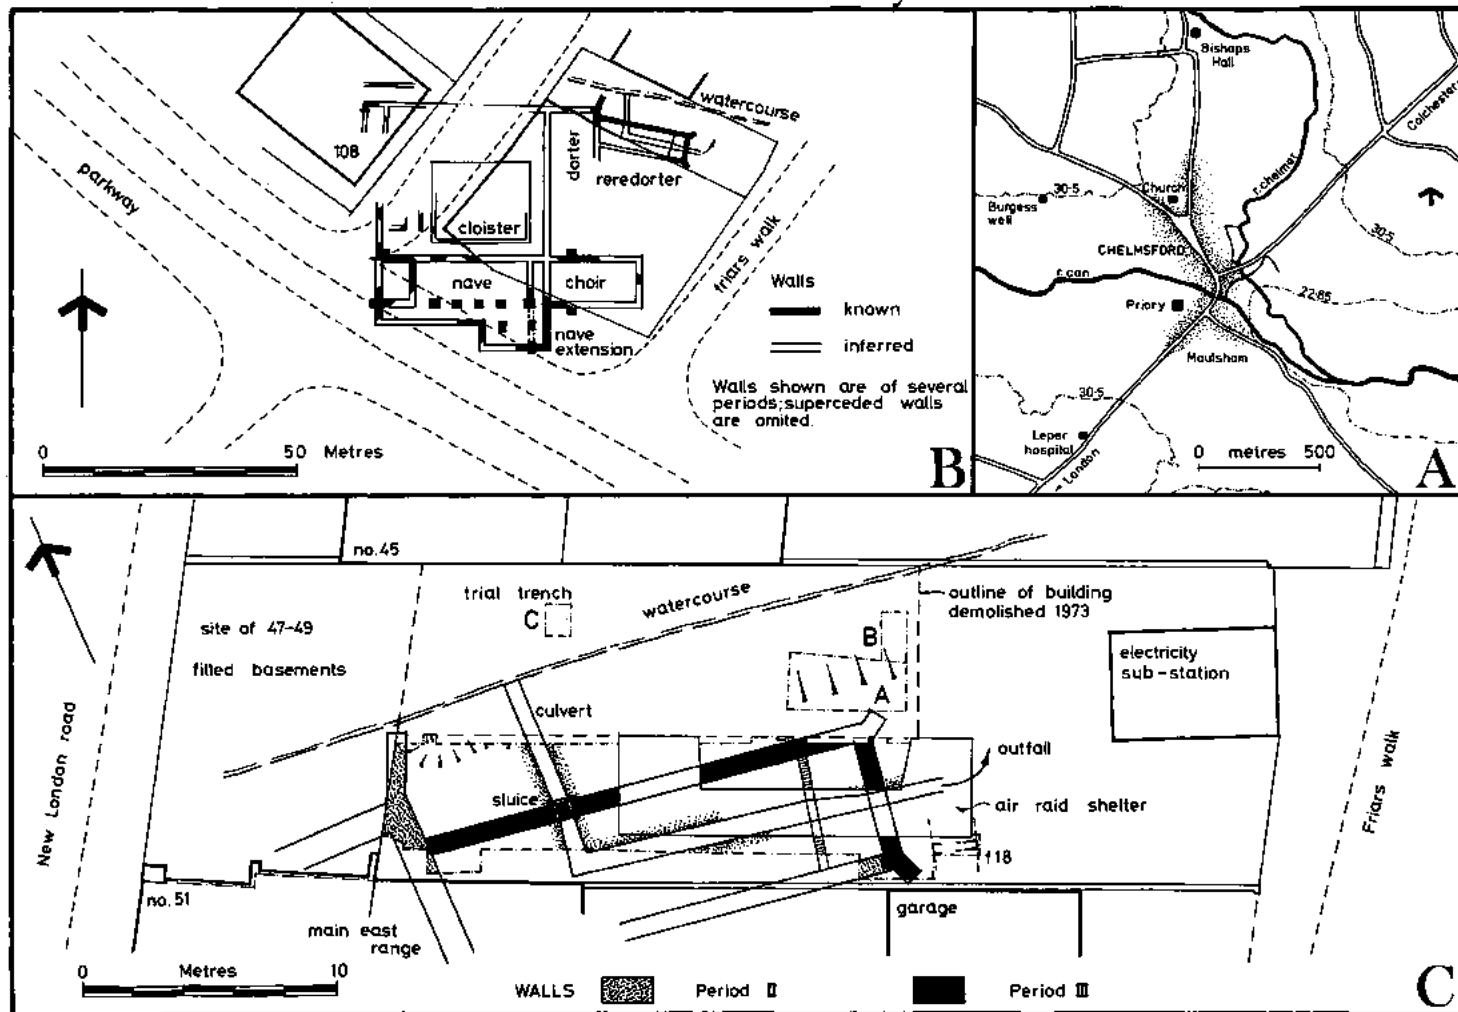 watercourse
108
dorter
reredorter
parkway
cloister
friars walk
nave
choir
nave
extension
Walls
known
inferred
Walls shown are of several
periods; superceded walls
are omited.
0 50 Metres
B
Bishops
Hall
Colchester
r. chelmer
30·5
Church
Burgess
well
30·5
CHELMSFORD
r. can
22·85
Priory
Moulsham
30·5
Leper
hospital
London
0 metres 500
A
no. 45
trial trench
C
watercourse
outline of building
demolished 1973
site of 47-49
filled basements
B
electricity
sub-station
A
culvert
New London road
outfall
sluice
air raid shelter
Friars walk
f18
no. 51
garage
main east
range
0 Metres 10
WALLS Period II Period III
C